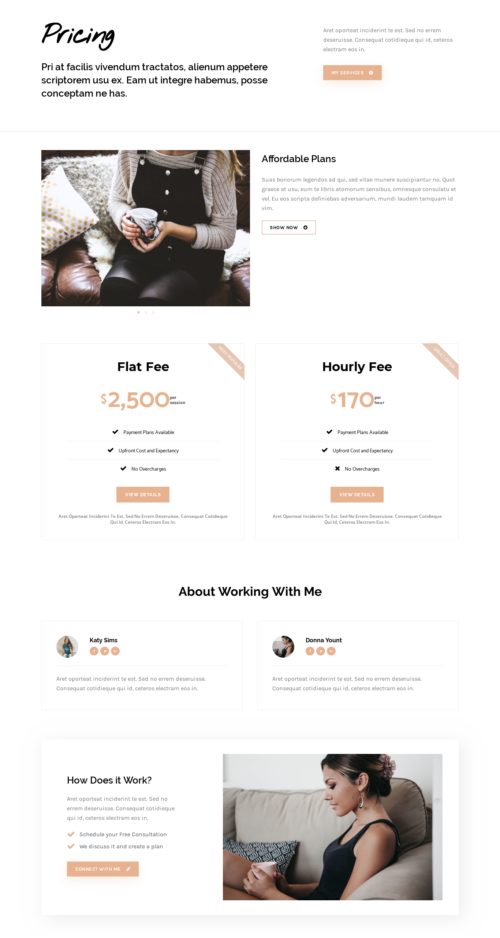 Pricing
Pri at facilis vivendum tractatos, alienum appetere
scriptorem usu ex. Eam ut integre habemus, posse
conceptam ne has.
Aret oporteat inciderint te est. Sed no errem
deseruisse. Consequat cotidieque qui id, ceteros
electram eos in.
MY SERVICES
Affordable Plans
Suas bonorum legendos ad qui, sed vitae munere suscipiantur no. Quot
graece at usu, eum te libris atomorum sensibus, omnesque consulatu et
vel. Eu eos scripta definiebas adversarium, mundi laudem tamquam id
vim.
SHOW NOW
Flat Fee
$2,500 per
session
Payment Plans Available
Upfront Cost and Expectancy
No Overcharges
VIEW DETAILS
Aret Oporteat Inciderint Te Est. Sed No Errem Deseruisse. Consequat Cotidieque
Qui Id, Ceteros Electram Eos In.
Hourly Fee
$170 per
hour
Payment Plans Available
Upfront Cost and Expectancy
No Overcharges
VIEW DETAILS
Aret Oporteat Inciderint Te Est. Sed No Errem Deseruisse. Consequat Cotidieque
Qui Id, Ceteros Electram Eos In.
About Working With Me
Katy Sims
Aret oporteat inciderint te est. Sed no errem deseruisse.
Consequat cotidieque qui id, ceteros electram eos in.
Donna Yount
Aret oporteat inciderint te est. Sed no errem deseruisse.
Consequat cotidieque qui id, ceteros electram eos in.
How Does it Work?
Aret oporteat inciderint te est. Sed no
errem deseruisse. Consequat cotidieque
qui id, ceteros electram eos in.
Schedule your Free Consultation
We discuss it and create a plan
CONNECT WITH ME